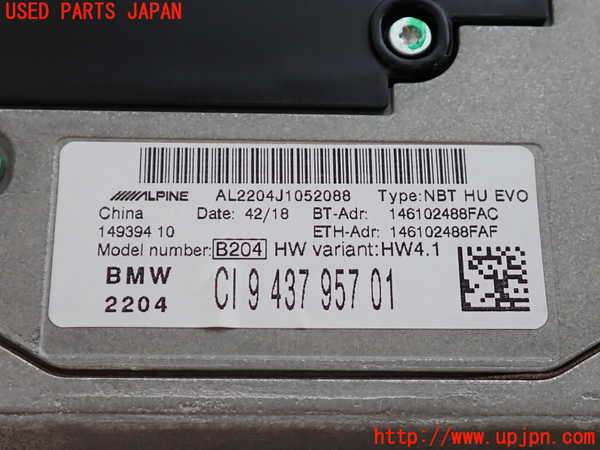 USED PARTS JAPAN
ALPINE AL2204J1052088 Type:NBT HU EVO
China Date: 42/18 BT-Adr: 146102488FAC
149394 10 ETH-Adr: 146102488FAF
Model number: B204 HW variant:HW4.1
BMW
2204
CI 9 437 957 01
#16166148
www.upjpn.com